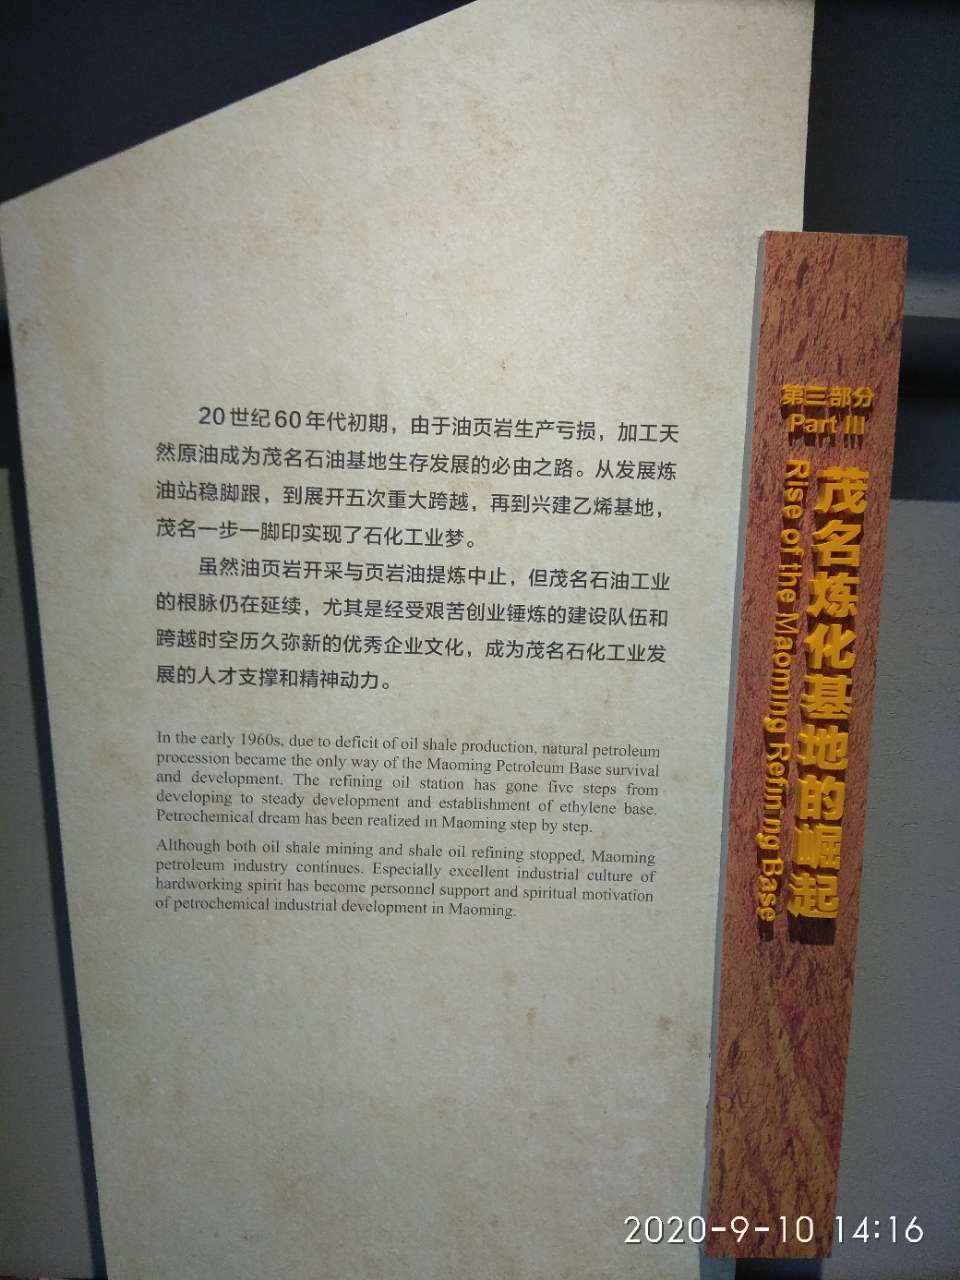 20世纪60年代初期，由于油页岩生产亏损，加工天
然原油成为茂名石油基地生存发展的必由之路。从发展炼
油站稳脚跟，到展开五次重大跨越，再到兴建乙烯基地，
茂名一步一脚印实现了石化工业梦。
虽然油页岩开采与页岩油提炼中止，但茂名石油工业
的根脉仍在延续，尤其是经受艰苦创业锤炼的建设队伍和
跨越时空历久弥新的优秀企业文化，成为茂名石化工业发
展的人才支撑和精神动力。
In the early 1960s, due to deficit of oil shale production, natural petroleum
procession became the only way of the Maoming Petroleum Base survival
and development. The refining oil station has gone five steps from
developing to steady development and establishment of ethylene base.
Petrochemical dream has been realized in Maoming step by step.
Although both oil shale mining and shale oil refining stopped, Maoming
petroleum industry continues. Especially excellent industrial culture of
hardworking spirit has become personnel support and spiritual motivation
of petrochemical industrial development in Maoming.
第三部分
Part III
茂名炼化基地的崛起
Rise of the Maoming Refining Base
2020-9-10 14:16